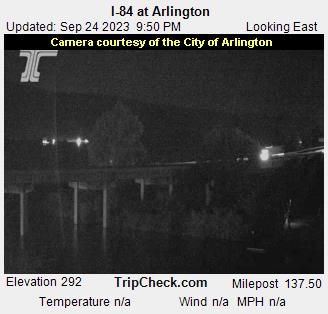 I-84 at Arlington
Updated: Sep 24 2023 9:50 PM Looking East
Camera courtesy of the City of Arlington
Elevation 292 TripCheck.com Milepost 137.50
Temperature n/a Wind n/a MPH n/a